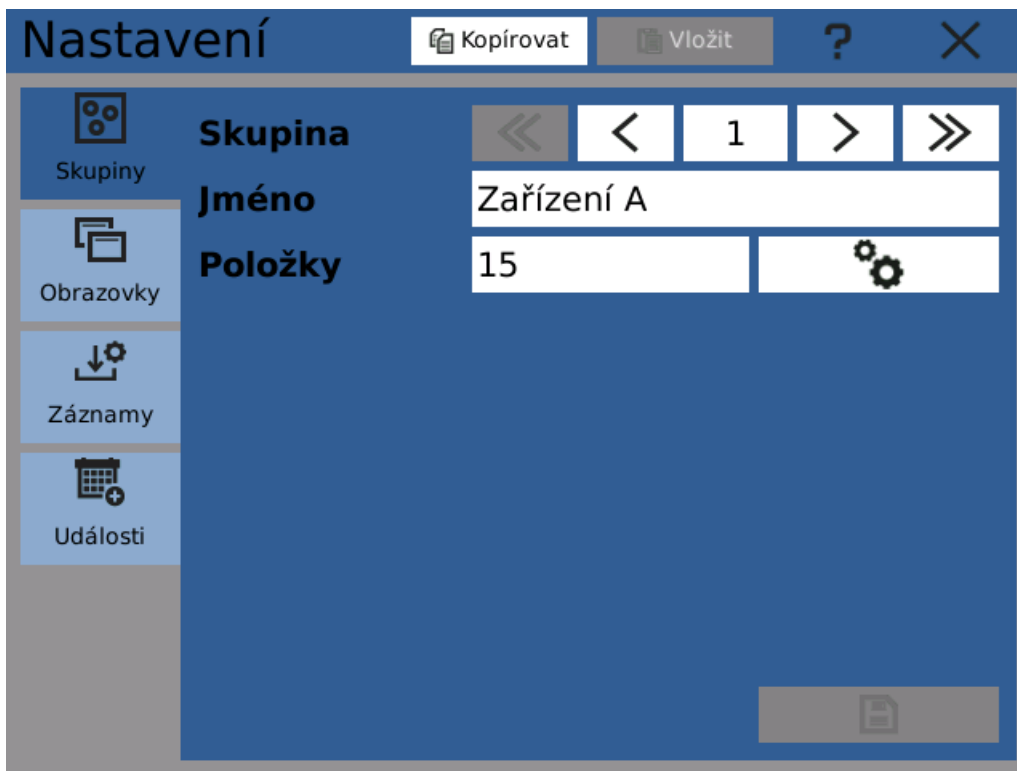 Nastavení Kopírovat Vložit ?
Skupiny
Skupina 1
Jméno Zařízení A
Položky 15
Obrazovky
Záznamy
Události